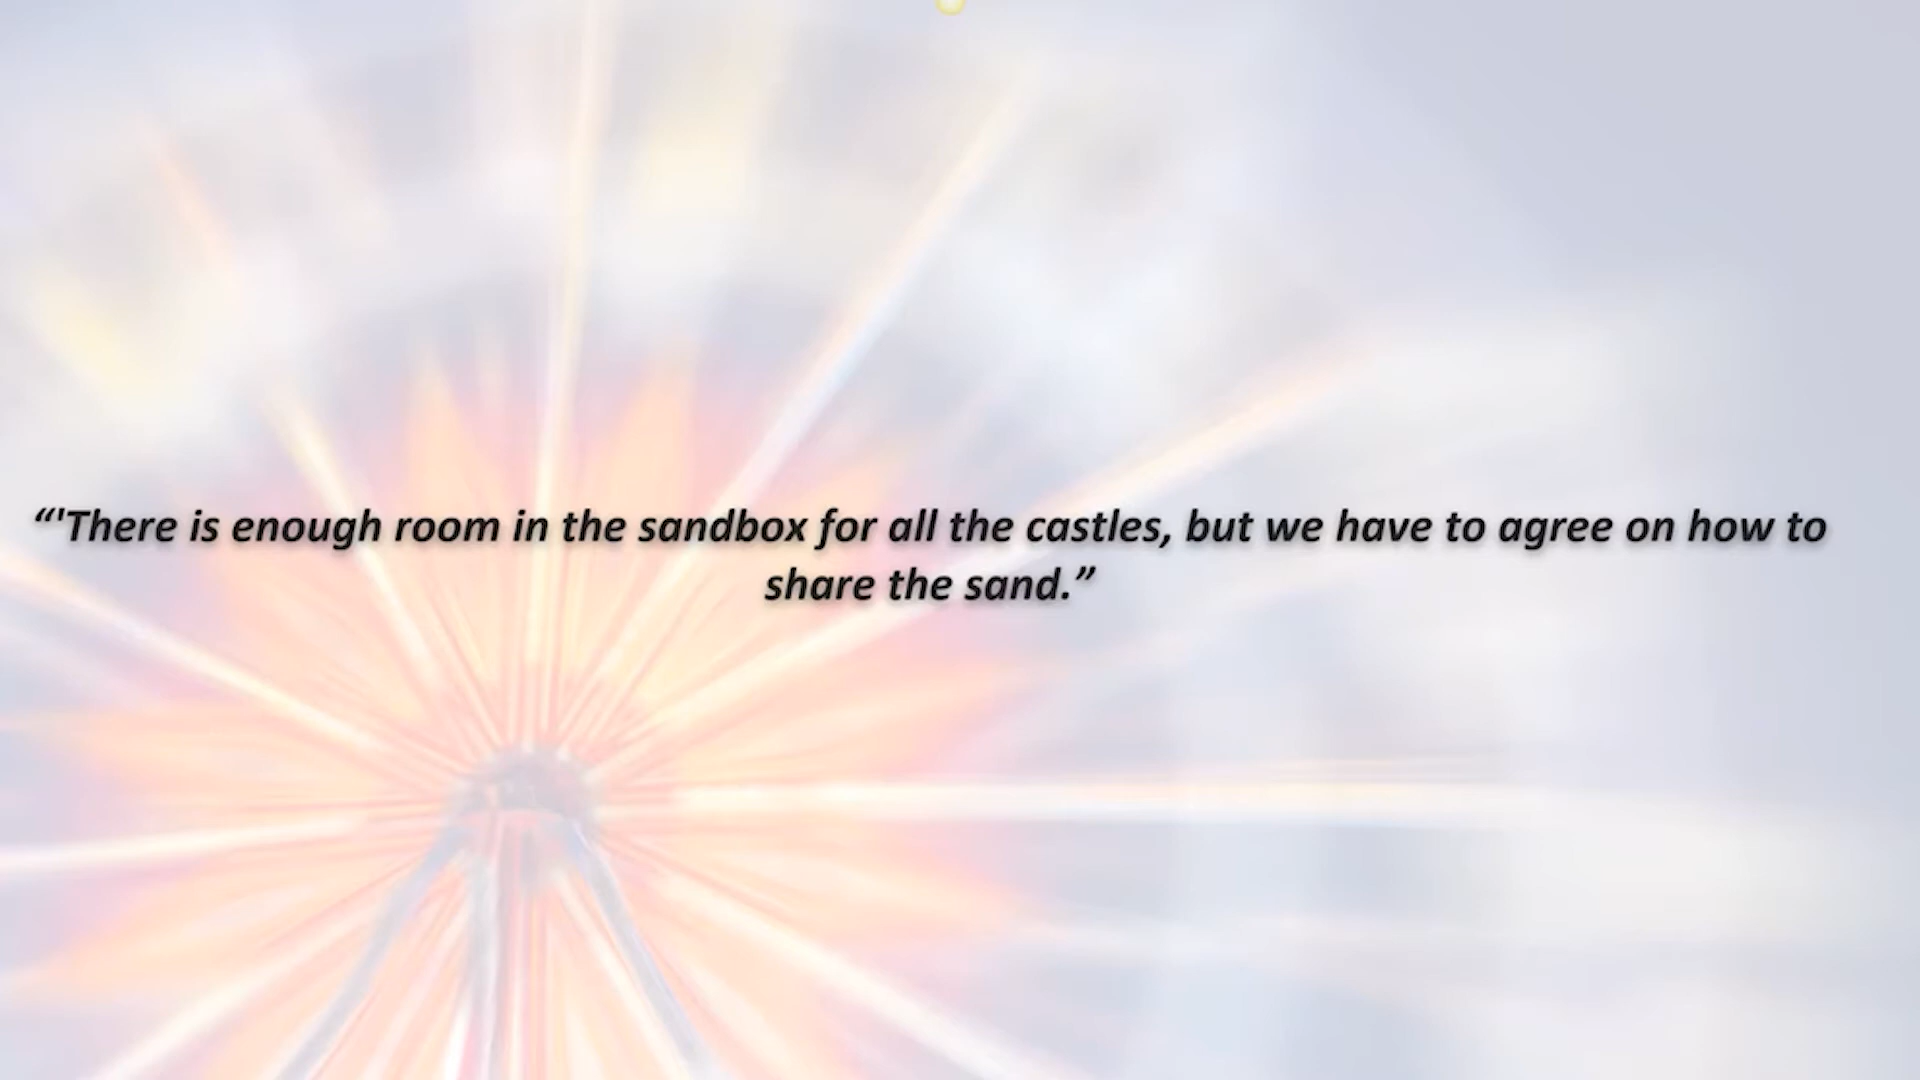 “'There is enough room in the sandbox for all the castles, but we have to agree on how to
share the sand.”